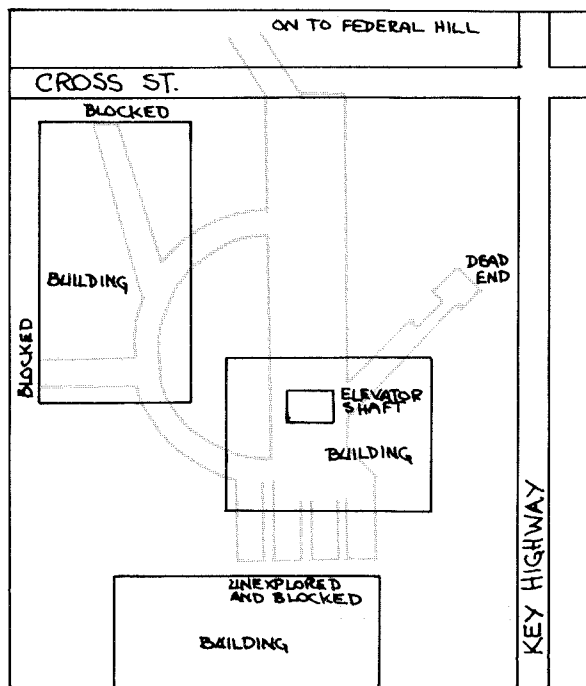 ON TO FEDERAL HILL
CROSS ST.
BLOCKED
DEAD
END
BUILDING
BLOCKED
ELEVATOR
SHAFT
BUILDING
KEY HIGHWAY
UNEXPLORED
AND BLOCKED
BUILDING